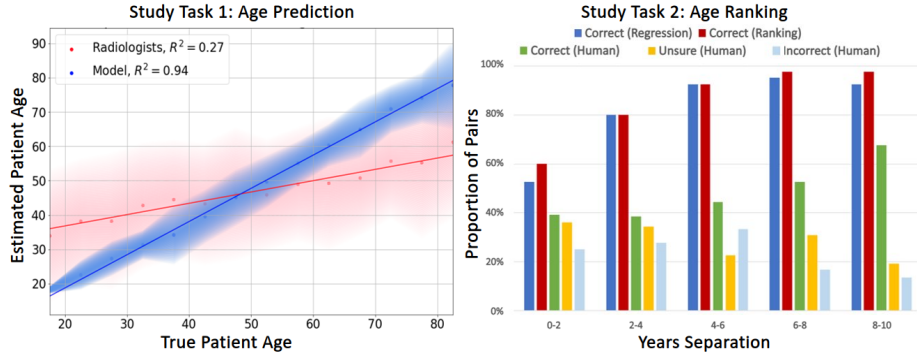 Study Task 1: Age Prediction
Radiologists, R² = 0.27
Model, R² = 0.94
90
80
70
60
50
40
30
20
Estimated Patient Age
20 30 40 50 60 70 80
True Patient Age
Study Task 2: Age Ranking
Correct (Regression) Correct (Ranking)
Correct (Human) Unsure (Human) Incorrect (Human)
100%
80%
60%
40%
20%
0%
Proportion of Pairs
0-2 2-4 4-6 6-8 8-10
Years Separation